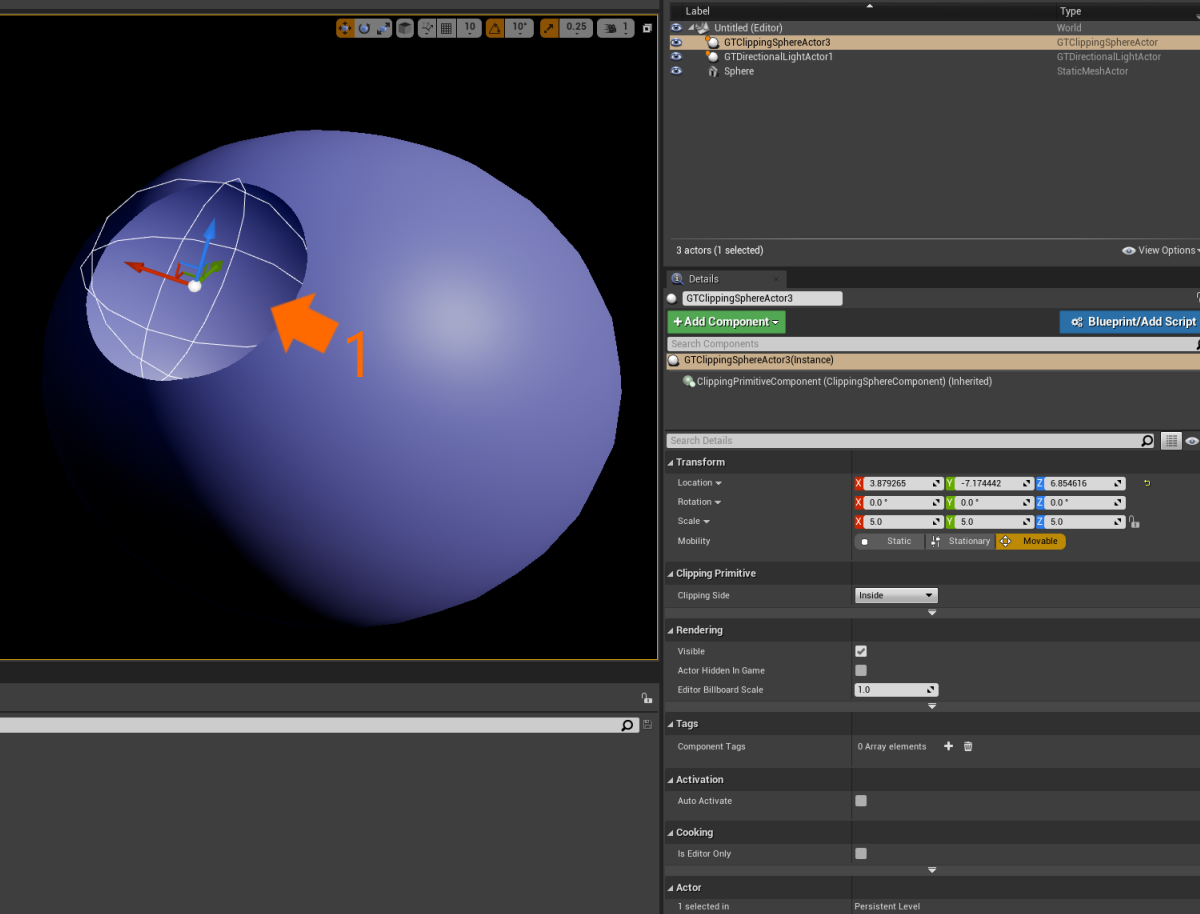 10 10° 0.25 1
1
Label Type
Untitled (Editor) World
GTClippingSphereActor3 GTClippingSphereActor
GTDirectionalLightActor1 GTDirectionalLightActor
Sphere StaticMeshActor
3 actors (1 selected) View Options
Details
GTClippingSphereActor3
+Add Component Blueprint/Add Script
Search Components
GTClippingSphereActor3(Instance)
ClippingPrimitiveComponent (ClippingSphereComponent) (Inherited)
Search Details
Transform
Location X 3.879265 Y -7.174442 Z 6.854616
Rotation X 0.0 ° Y 0.0 ° Z 0.0 °
Scale X 5.0 Y 5.0 Z 5.0
Mobility Static Stationary Movable
Clipping Primitive
Clipping Side Inside
Rendering
Visible
Actor Hidden In Game
Editor Billboard Scale 1.0
Tags
Component Tags 0 Array elements
Activation
Auto Activate
Cooking
Is Editor Only
Actor
1 selected in Persistent Level